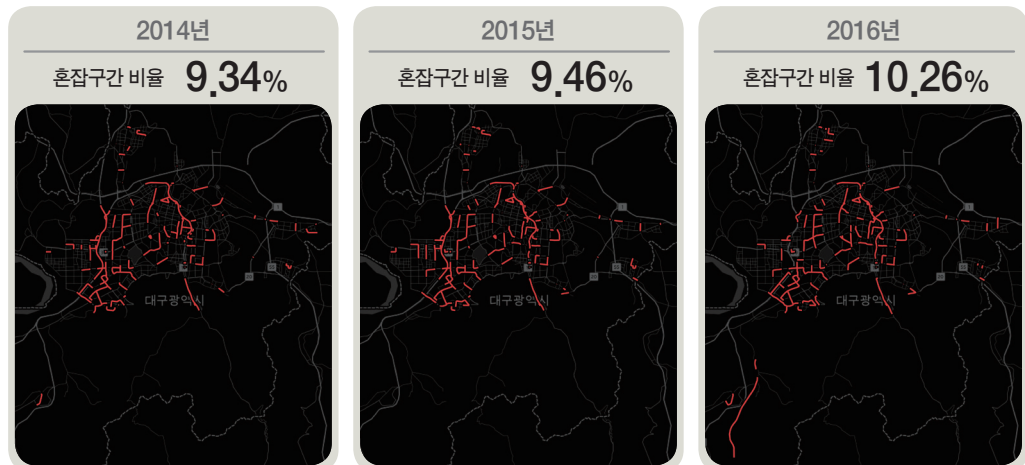 2014년
혼잡구간 비율 9.34%
대구광역시
2015년
혼잡구간 비율 9.46%
대구광역시
2016년
혼잡구간 비율 10.26%
대구광역시